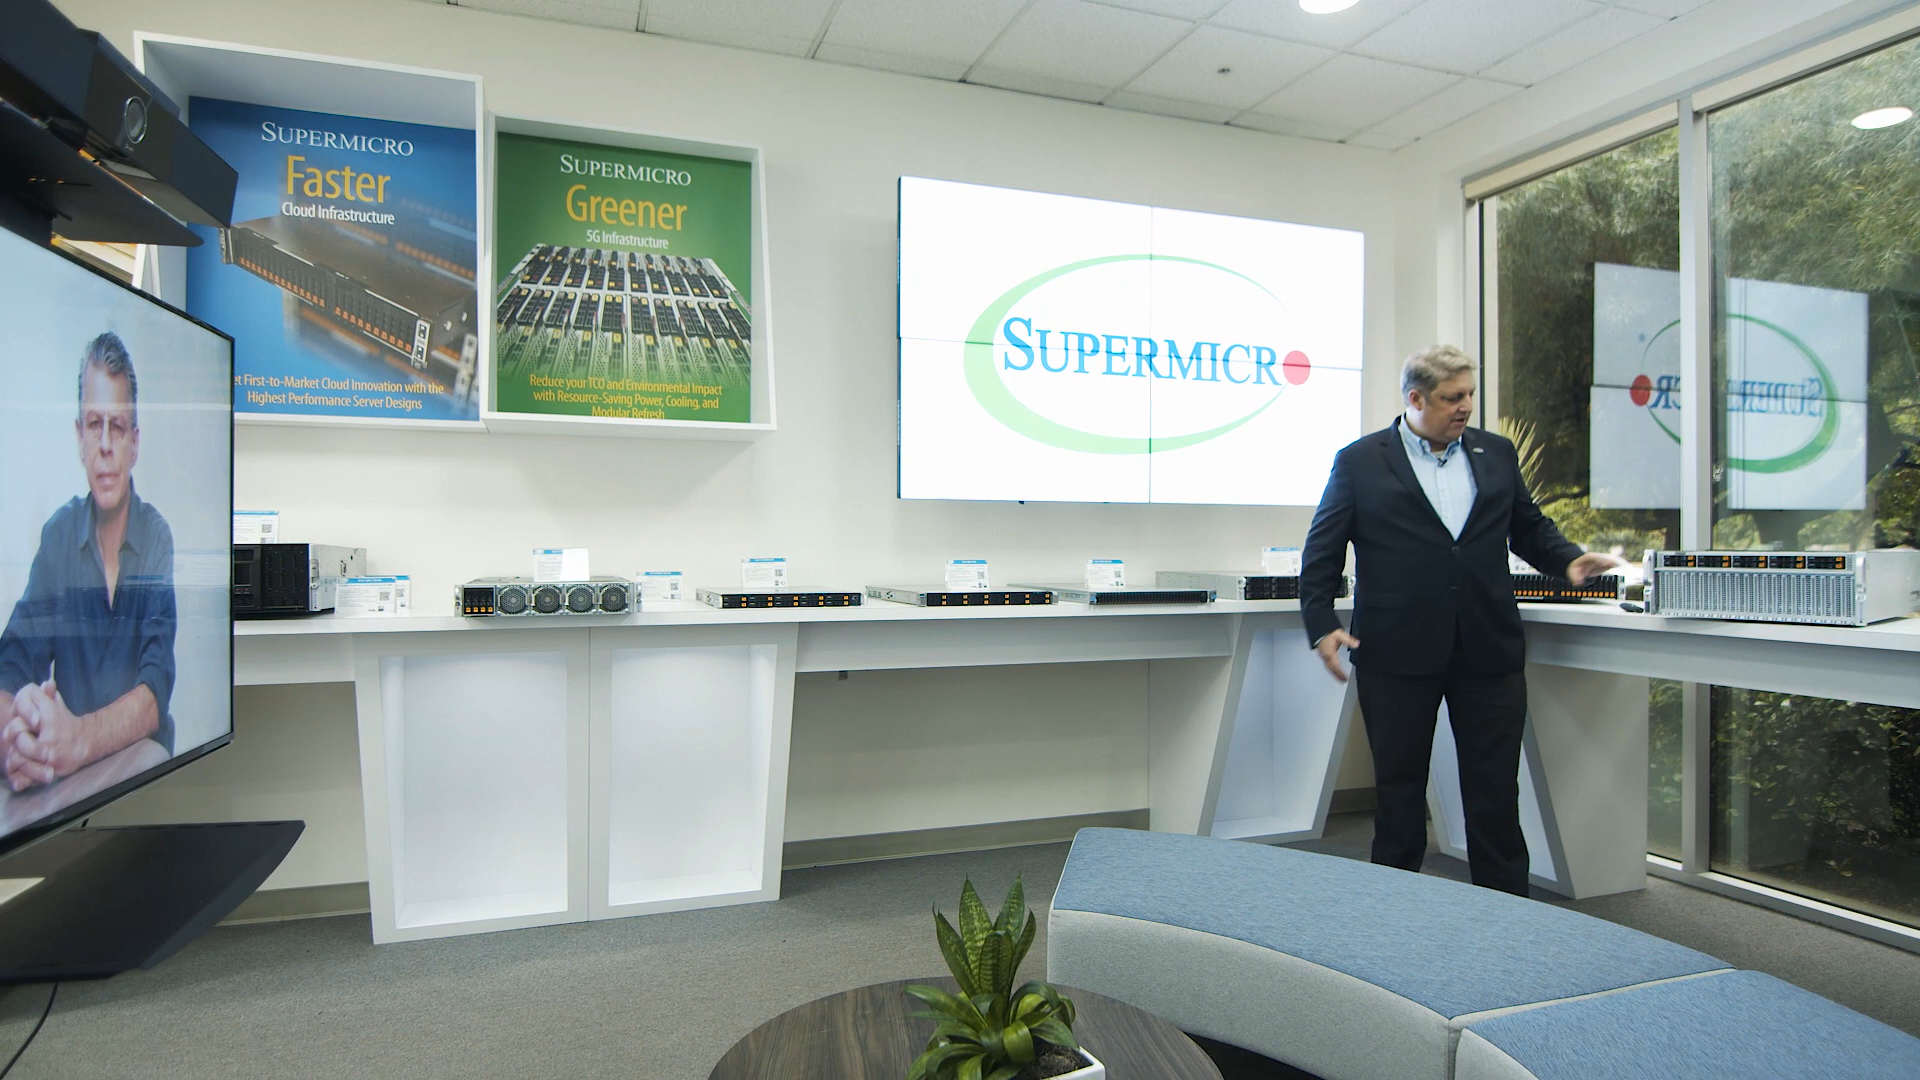 SUPERMICRO
Faster
Cloud Infrastructure
First-to-Market Cloud Innovation with the
Highest Performance Server Designs
SUPERMICRO
Greener
5G Infrastructure
Reduce your TCO and Environmental Impact
with Resource-Saving Power, Cooling, and
Modular Refresh
SUPERMICRO